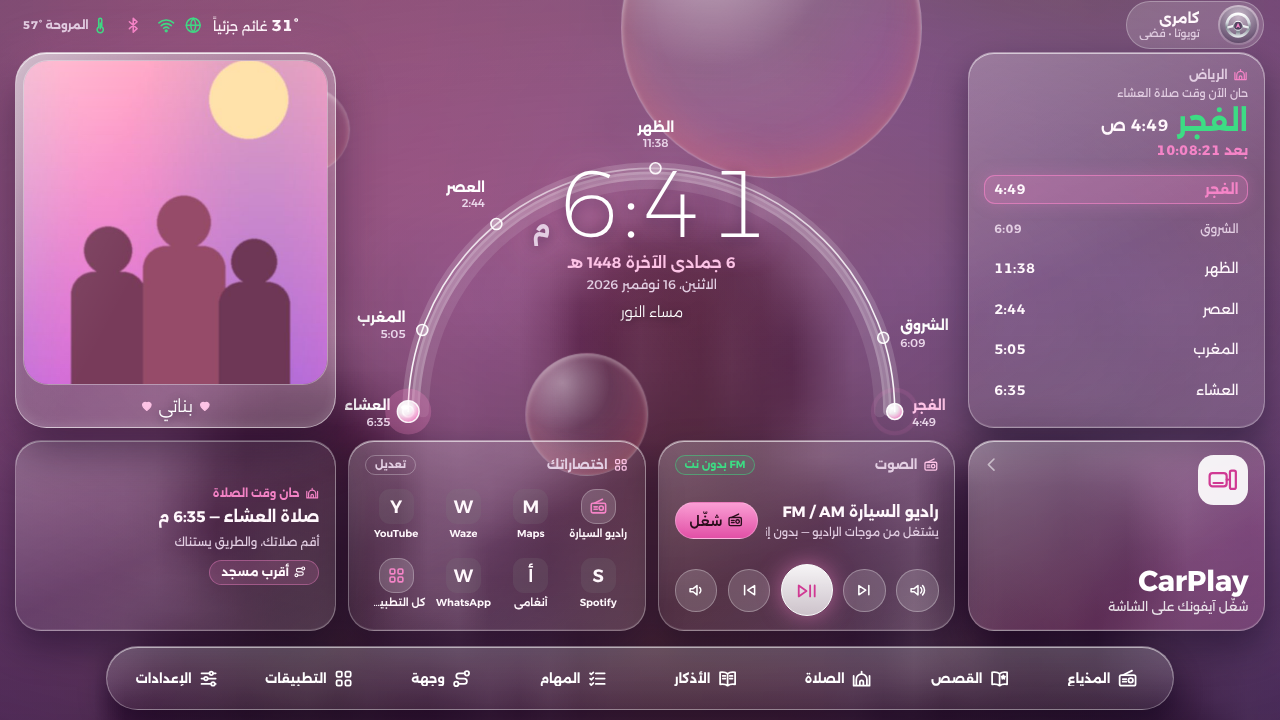 كامري
تويوتا • فضي
31° غائم جزئياً
المروحة 57°
الرياض
حان الآن وقت صلاة العشاء
الفجر 4:49 ص
بعد 10:08:21
الفجر 4:49
الشروق 6:09
الظهر 11:38
العصر 2:44
المغرب 5:05
العشاء 6:35
الظهر
11:38
العصر
2:44
المغرب
5:05
العشاء
6:35
الشروق
6:09
الفجر
4:49
6:41 م
6 جمادى الآخرة 1448 هـ
الاثنين، 16 نوفمبر 2026
مساء النور
بناتي
CarPlay
شغّل آيفونك على الشاشة
الصوت
FM بدون نت
راديو السيارة FM / AM
يشتغل من موجات الراديو — بدون
شغّل
اختصاراتك
تعديل
راديو السيارة
M
Maps
W
Waze
Y
YouTube
S
Spotify
أ
أنغامي
W
WhatsApp
كل التطبيـ...
حان وقت الصلاة
صلاة العشاء — 6:35 م
أقم صلاتك، والطريق يستناك
أقرب مسجد
المذياع
القصص
الصلاة
الأذكار
المهام
وجهة
التطبيقات
الإعدادات